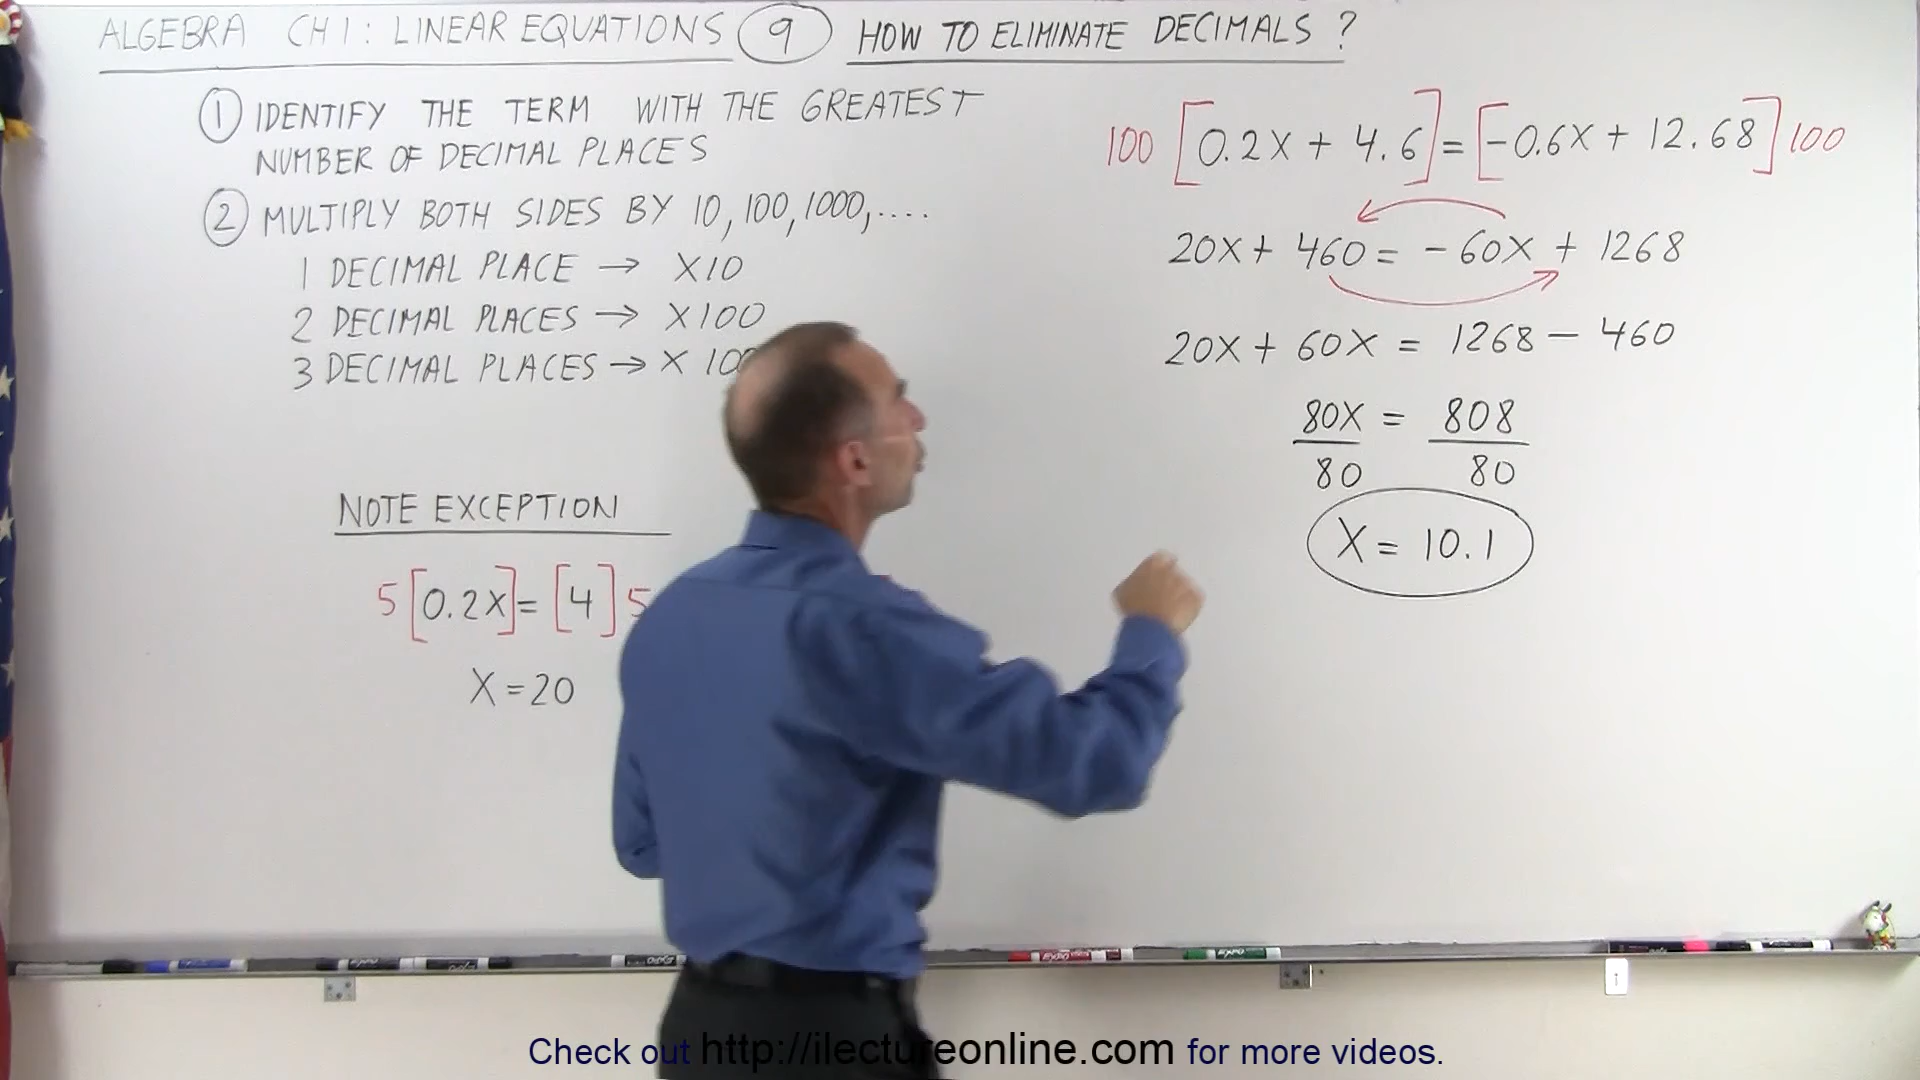 ALGEBRA CH 1: LINEAR EQUATIONS 9 HOW TO ELIMINATE DECIMALS ?
1 IDENTIFY THE TERM WITH THE GREATEST
NUMBER OF DECIMAL PLACES
2 MULTIPLY BOTH SIDES BY 10, 100, 1000, ....
1 DECIMAL PLACE → X10
2 DECIMAL PLACES → X100
3 DECIMAL PLACES → X 100
NOTE EXCEPTION
5 [0.2X] = [4] 5
X = 20
100 [0.2X + 4.6] = [-0.6X + 12.68] 100
20X + 460 = -60X + 1268
20X + 60X = 1268 - 460
80X = 808
80 80
X = 10.1
Check out http://ilectureonline.com for more videos.